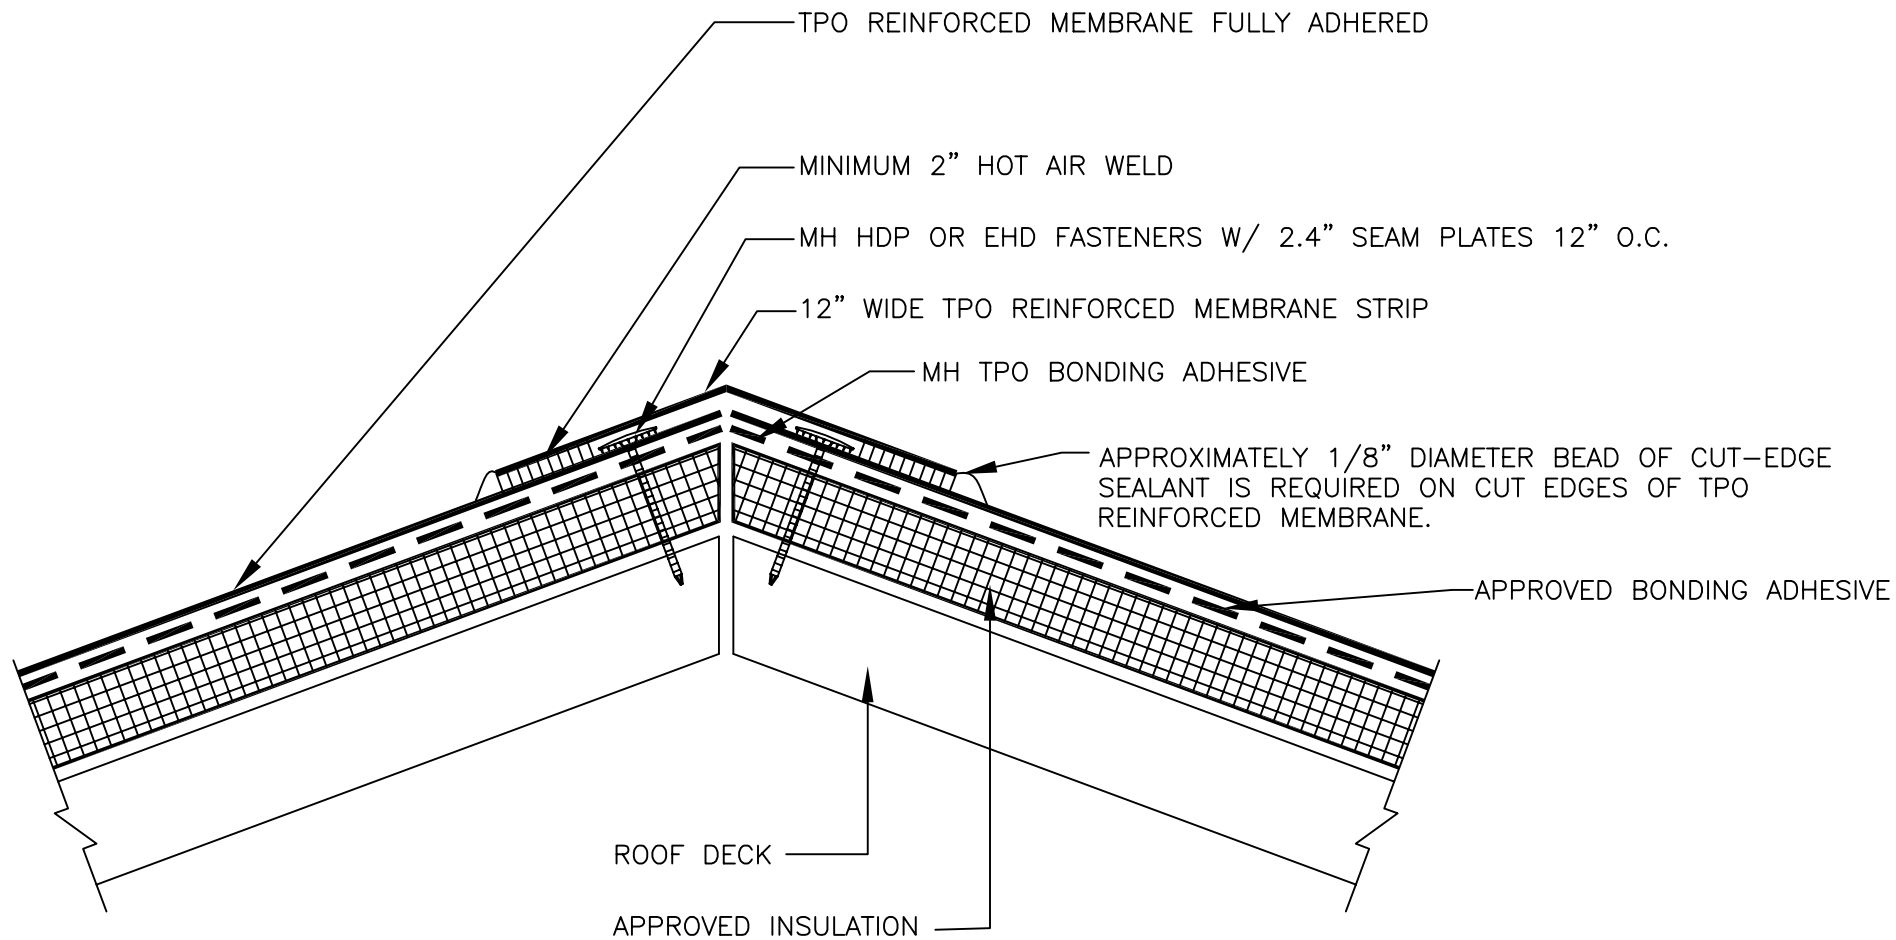 TPO REINFORCED MEMBRANE FULLY ADHERED
MINIMUM 2” HOT AIR WELD
MH HDP OR EHD FASTENERS W/ 2.4” SEAM PLATES 12” O.C.
12” WIDE TPO REINFORCED MEMBRANE STRIP
MH TPO BONDING ADHESIVE
APPROXIMATELY 1/8” DIAMETER BEAD OF CUT–EDGE
SEALANT IS REQUIRED ON CUT EDGES OF TPO
REINFORCED MEMBRANE.
APPROVED BONDING ADHESIVE
ROOF DECK
APPROVED INSULATION